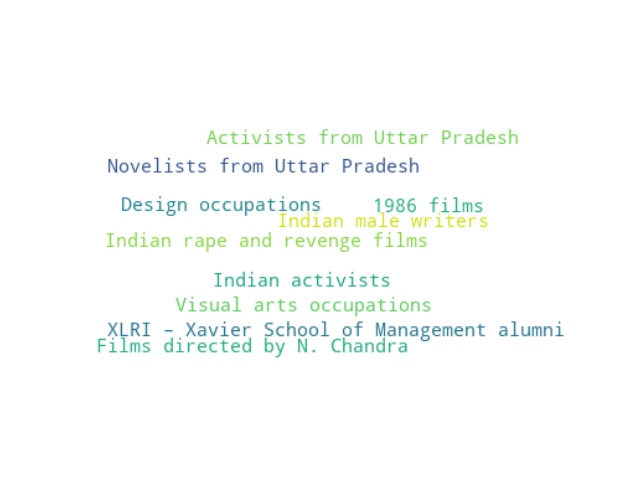 Activists from Uttar Pradesh
Novelists from Uttar Pradesh
Design occupations
1986 films
Indian male writers
Indian rape and revenge films
Indian activists
Visual arts occupations
XLRI – Xavier School of Management alumni
Films directed by N. Chandra